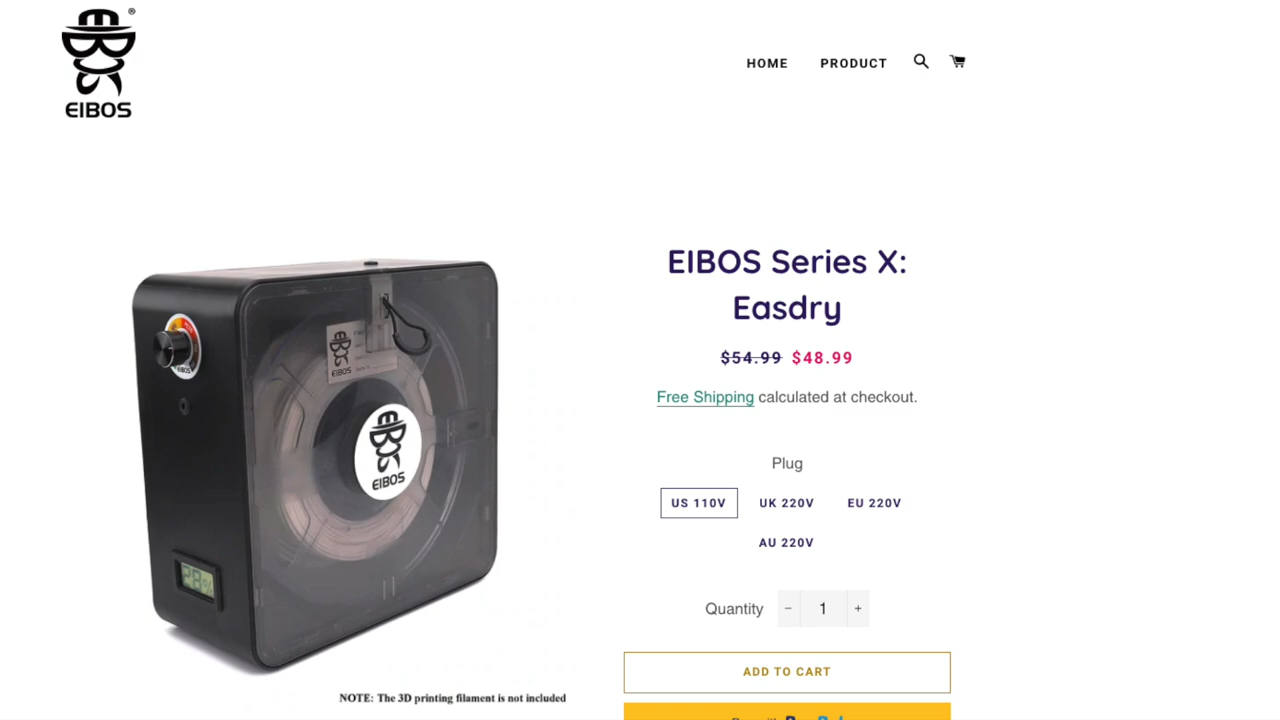 EIBOS
HOME PRODUCT
EIBOS Series X:
Easdry
$54.99 $48.99
Free Shipping calculated at checkout.
Plug
US 110V UK 220V EU 220V
AU 220V
Quantity − 1 +
ADD TO CART
EIBOS
EIBOS
28%
NOTE: The 3D printing filament is not included